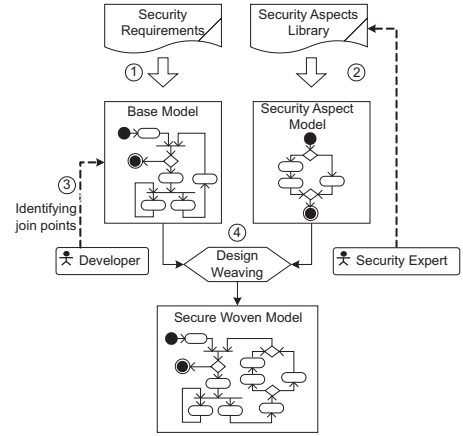 Security
Requirements
Security Aspects
Library
1
2
Base Model
Security Aspect
Model
3
Identifying
join points
4
Developer
Design
Weaving
Security Expert
Secure Woven Model